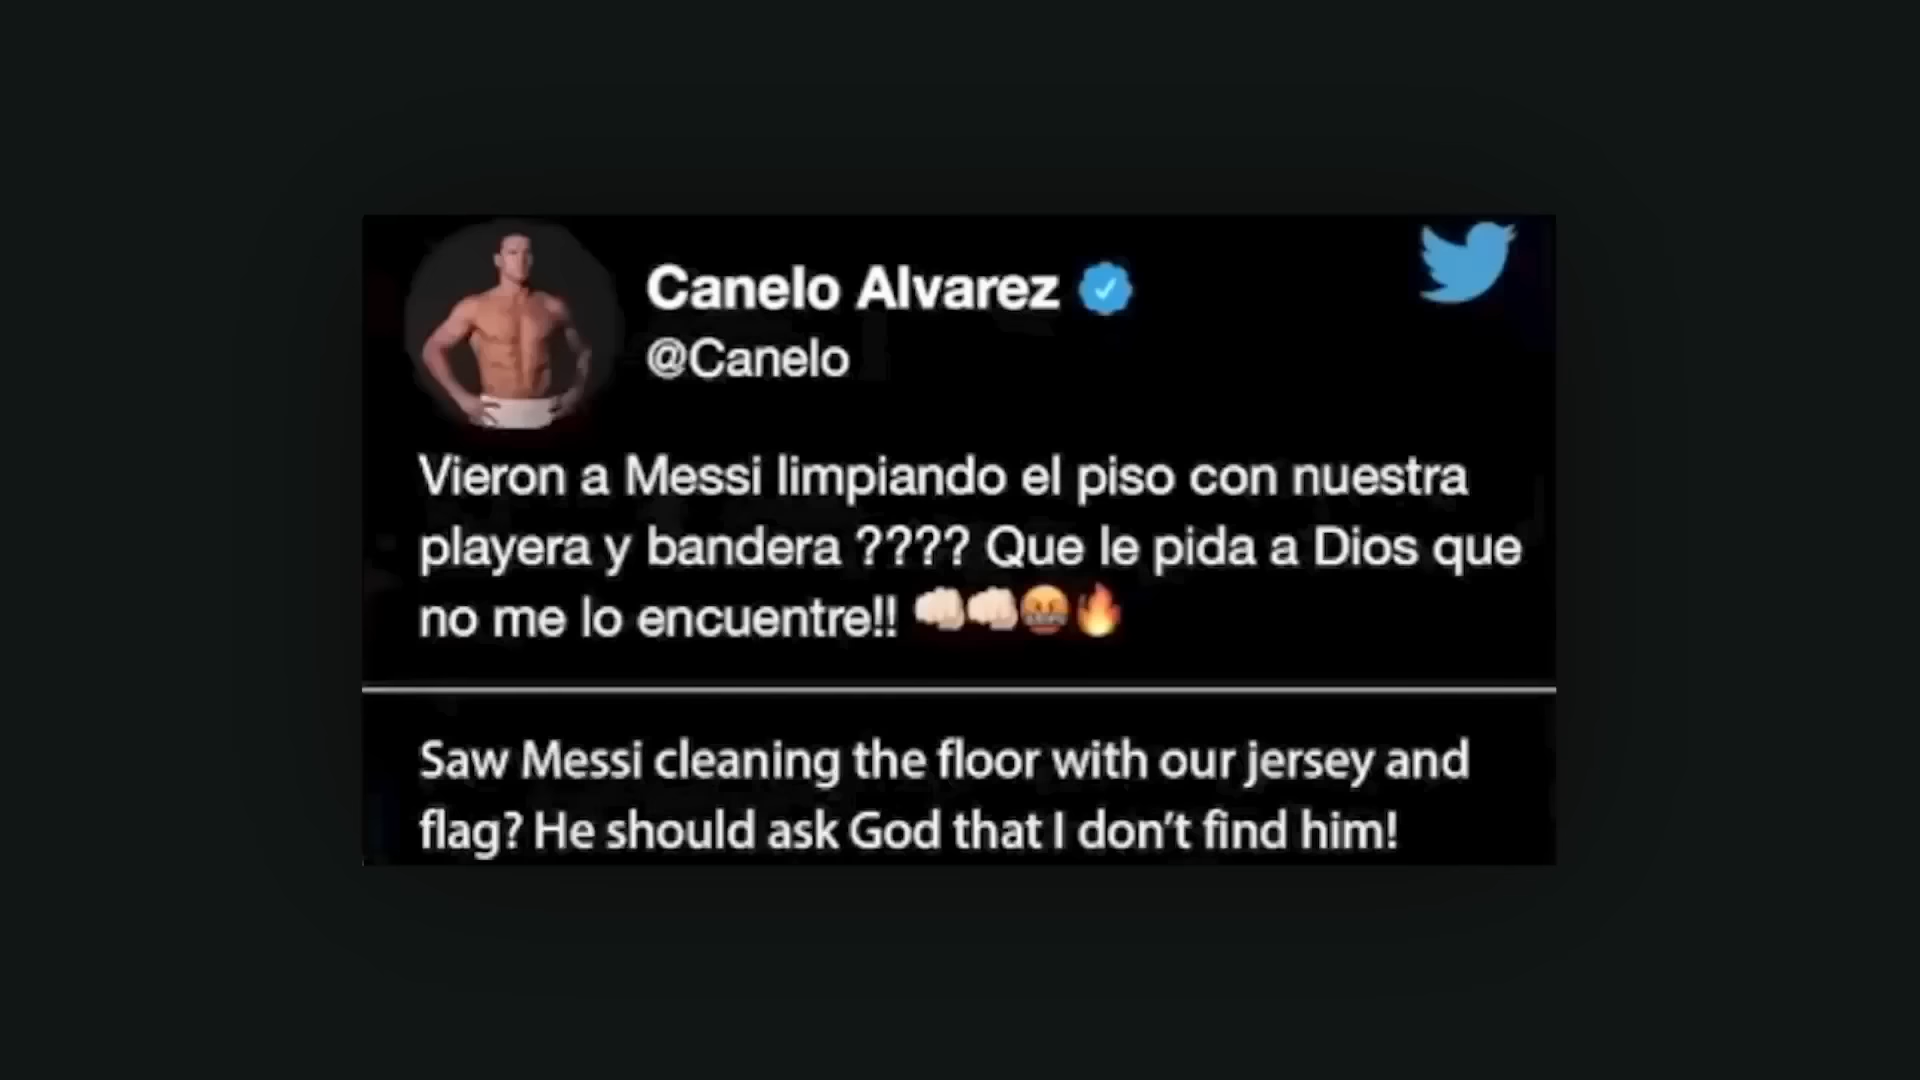 Canelo Alvarez
@Canelo
Vieron a Messi limpiando el piso con nuestra
playera y bandera ???? Que le pida a Dios que
no me lo encuentre!! 👊🏻👊🏻🤬🔥
Saw Messi cleaning the floor with our jersey and
flag? He should ask God that I don’t find him!